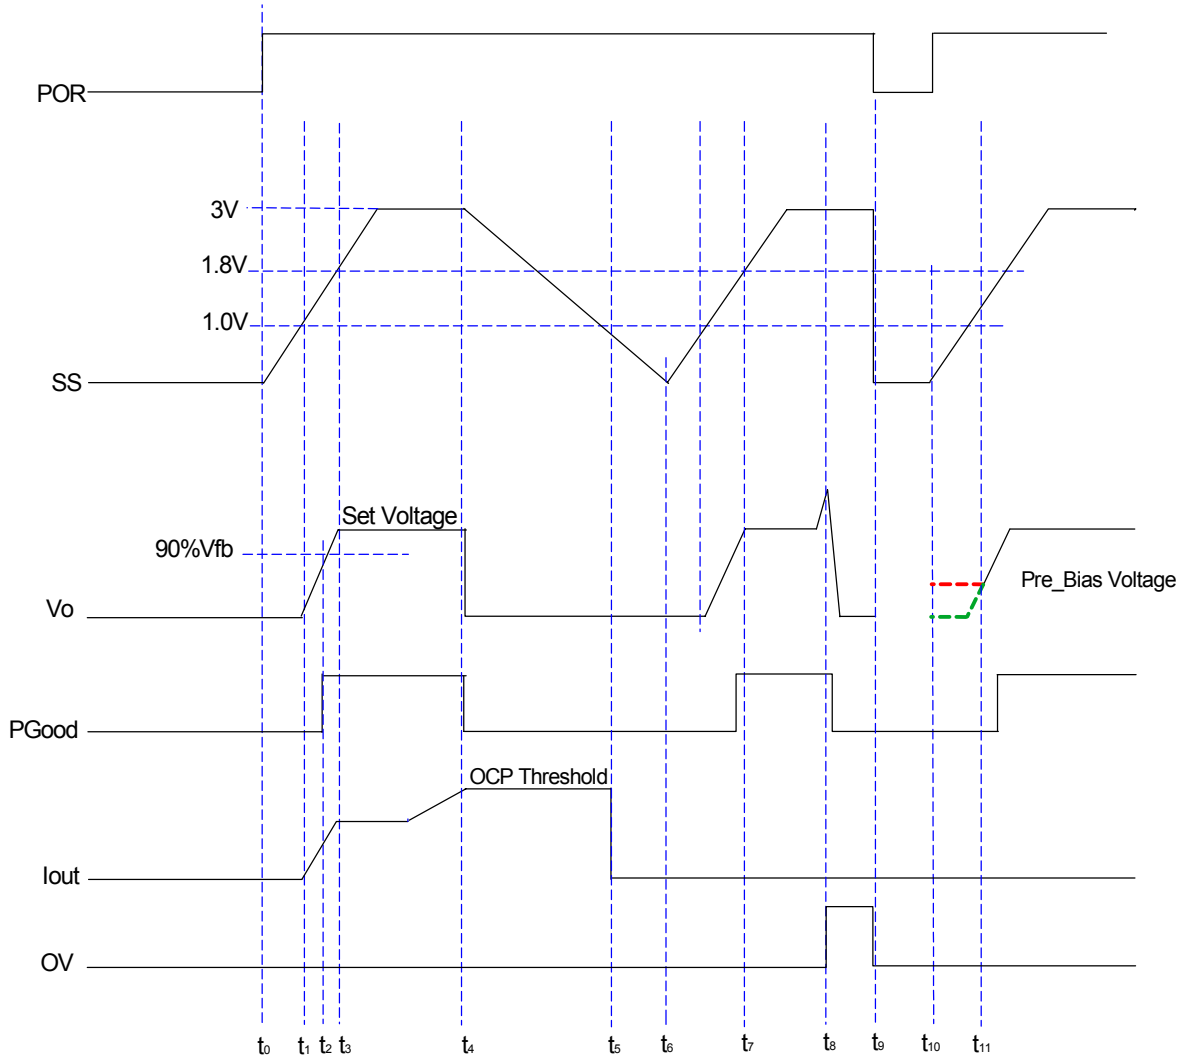 POR
3V
1.8V
1.0V
SS
Set Voltage
90%Vfb
Pre_Bias Voltage
Vo
PGood
OCP Threshold
Iout
OV
t0 t1 t2 t3 t4 t5 t6 t7 t8 t9 t10 t11